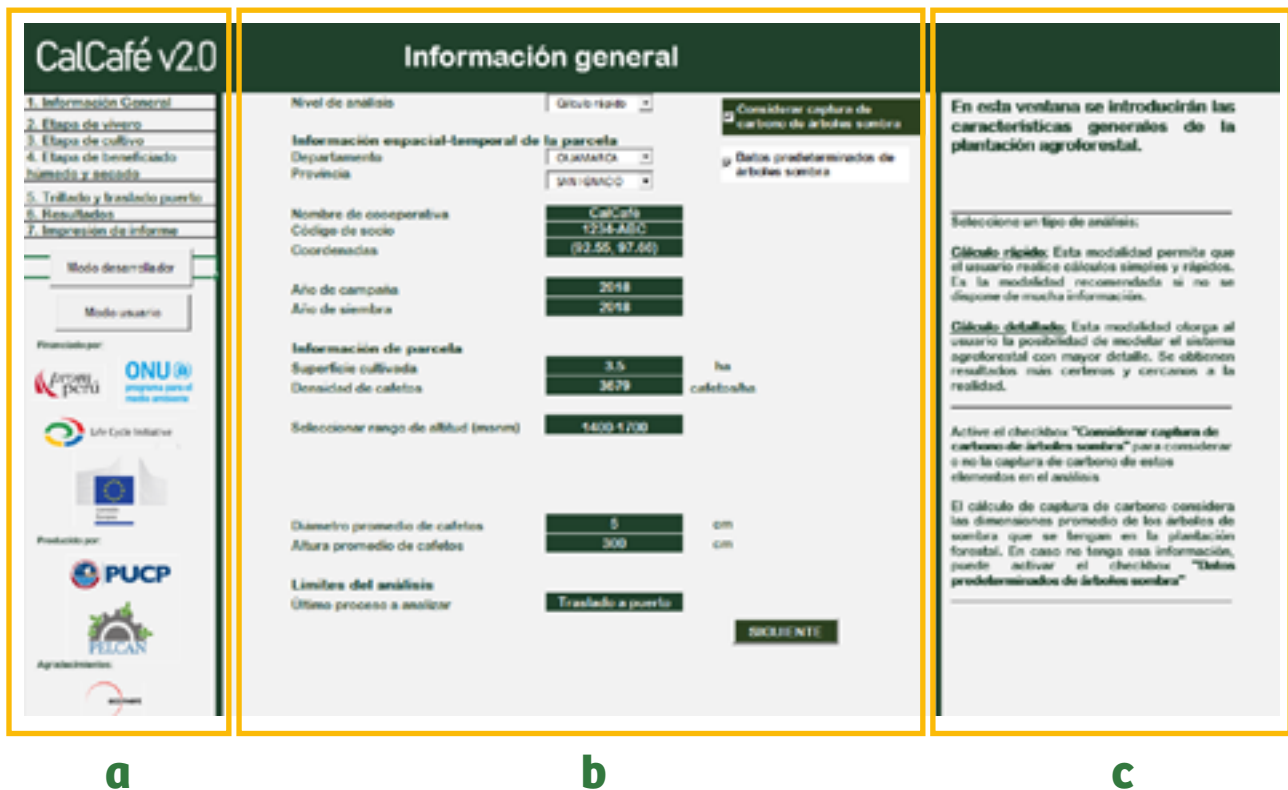 CalCafé v2.0
1. Información General
2. Etapa de vivero
3. Etapa de cultivo
4. Etapa de beneficiado
húmedo y secado
5. Trillado y traslado puerto
6. Resultados
7. Impresión de informe
Modo desarrollador
Modo usuario
Financiado por:
prom
perú
ONU
programa para el
medio ambiente
Life Cycle Initiative
Producido por:
PUCP
PELCAN
Agradecimientos:
a
Información general
Nivel de análisis
Cálculo rápido
Considerar captura de
carbono de árboles sombra
Información espacial-temporal de la parcela
Departamento
CAJAMARCA
Datos predeterminados de
árboles sombra
Provincia
SAN IGNACIO
Nombre de cooperativa
CalCafé
Código de socio
1234-ABC
Coordenadas
Año de campaña
2018
Año de siembra
2018
Información de parcela
Superficie cultivada
3.5
ha
Densidad de cafetos
3679
cafetos/ha
Seleccionar rango de altitud (msnm)
1400-1700
Diámetro promedio de cafetos
5
cm
Altura promedio de cafetos
300
cm
Límites del análisis
Último proceso a analizar
Traslado a puerto
SIGUIENTE
b
En esta ventana se introducirán las
características generales de la
plantación agroforestal.
Seleccione un tipo de análisis:
Cálculo rápido: Esta modalidad permite que
el usuario realice cálculos simples y rápidos.
Es la modalidad recomendada si no se
dispone de mucha información.
Cálculo detallado: Esta modalidad otorga al
usuario la posibilidad de modelar el sistema
agroforestal con mayor detalle. Se obtienen
resultados más certeros y cercanos a la
realidad.
Active el checkbox "Considerar captura de
carbono de árboles sombra" para considerar
o no la captura de carbono de estos
elementos en el análisis
El cálculo de captura de carbono considera
las dimensiones promedio de los árboles de
sombra que se tengan en la plantación
forestal. En caso no tenga esa información,
puede activar el checkbox "Datos
predeterminados de árboles sombra"
c